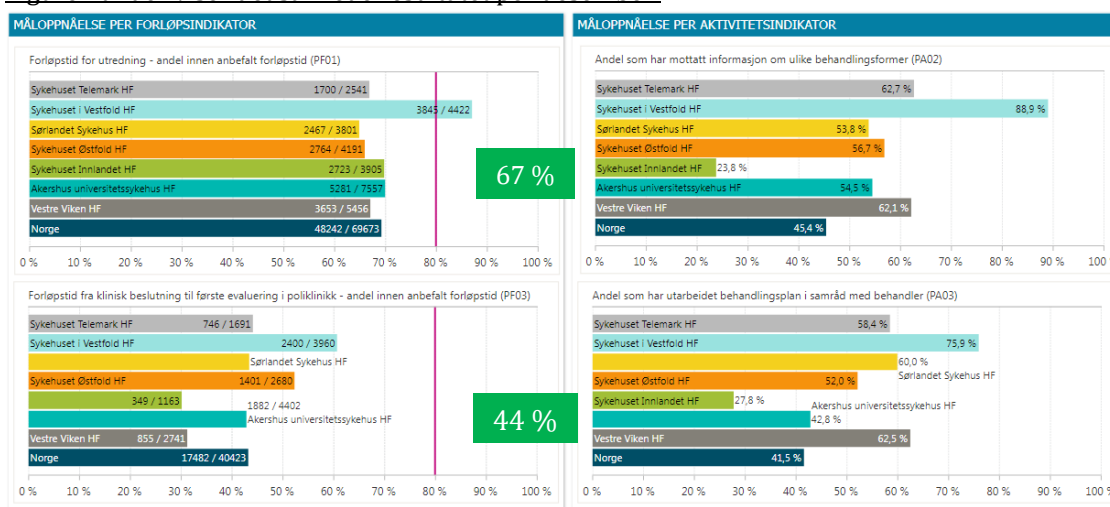 MÅLOPPNÅELSE PER FORLØPSINDIKATOR
Forløpstid for utredning - andel innen anbefalt forløpstid (PF01)
Sykehuset Telemark HF 1700 / 2541
Sykehuset i Vestfold HF 3845 / 4422
Sørlandet Sykehus HF 2467 / 3801
Sykehuset Østfold HF 2764 / 4191
Sykehuset Innlandet HF 2723 / 3905
Akershus universitetssykehus HF 5281 / 7557
Vestre Viken HF 3653 / 5456
Norge 48242 / 69673
0 % 10 % 20 % 30 % 40 % 50 % 60 % 70 % 80 % 90 % 100 %
67 %
Forløpstid fra klinisk beslutning til første evaluering i poliklinikk - andel innen anbefalt forløpstid (PF03)
Sykehuset Telemark HF 746 / 1691
Sykehuset i Vestfold HF 2400 / 3960
Sørlandet Sykehus HF
Sykehuset Østfold HF 1401 / 2680
349 / 1163
1882 / 4402
Akershus universitetssykehus HF
Vestre Viken HF 855 / 2741
Norge 17482 / 40423
0 % 10 % 20 % 30 % 40 % 50 % 60 % 70 % 80 % 90 % 100 %
44 %
MÅLOPPNÅELSE PER AKTIVITETSINDIKATOR
Andel som har mottatt informasjon om ulike behandlingsformer (PA02)
Sykehuset Telemark HF 62,7 %
Sykehuset i Vestfold HF 88,9 %
Sørlandet Sykehus HF 53,8 %
Sykehuset Østfold HF 56,7 %
Sykehuset Innlandet HF 23,8 %
Akershus universitetssykehus HF 54,5 %
Vestre Viken HF 62,1 %
Norge 45,4 %
0 % 10 % 20 % 30 % 40 % 50 % 60 % 70 % 80 % 90 % 100
Andel som har utarbeidet behandlingsplan i samråd med behandler (PA03)
Sykehuset Telemark HF 58,4 %
Sykehuset i Vestfold HF 75,9 %
60,0 %
Sørlandet Sykehus HF
Sykehuset Østfold HF 52,0 %
Sykehuset Innlandet HF 27,8 %
Akershus universitetssykehus HF
42,8 %
Vestre Viken HF 62,5 %
Norge 41,5 %
0 % 10 % 20 % 30 % 40 % 50 % 60 % 70 % 80 % 90 % 100